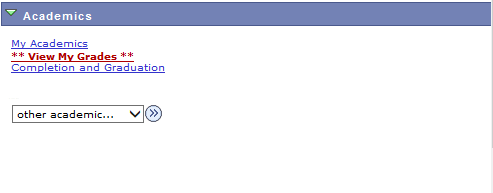 Academics
My Academics
** View My Grades **
Completion and Graduation
other academic...